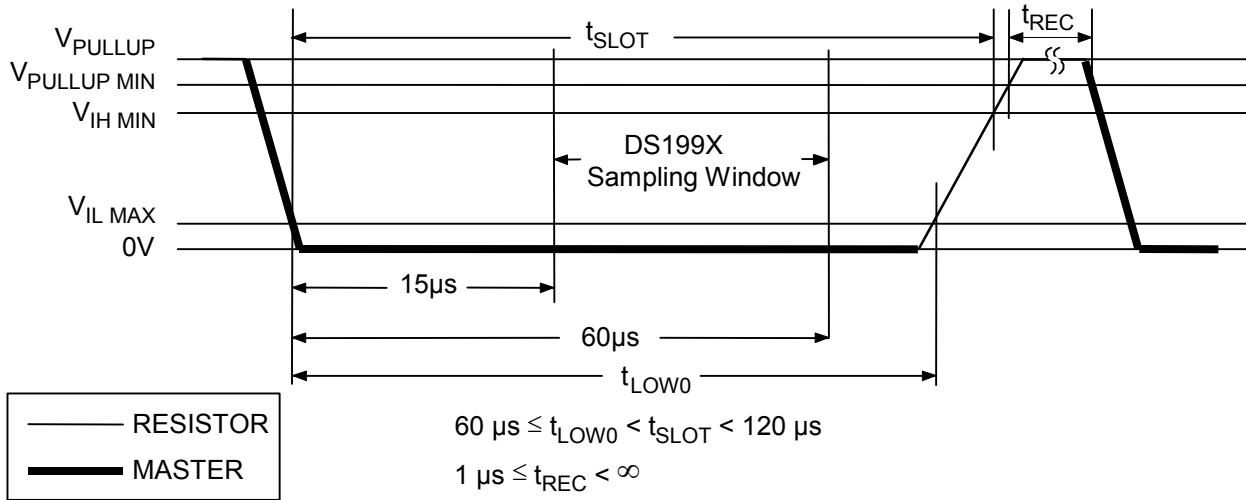 t_SLOT
t_REC
V_PULLUP
V_PULLUP MIN
V_IH MIN
DS199X
Sampling Window
V_IL MAX
0V
15µs
60µs
t_LOW0
RESISTOR
60 µs ≤ t_LOW0 < t_SLOT < 120 µs
MASTER
1 µs ≤ t_REC < ∞